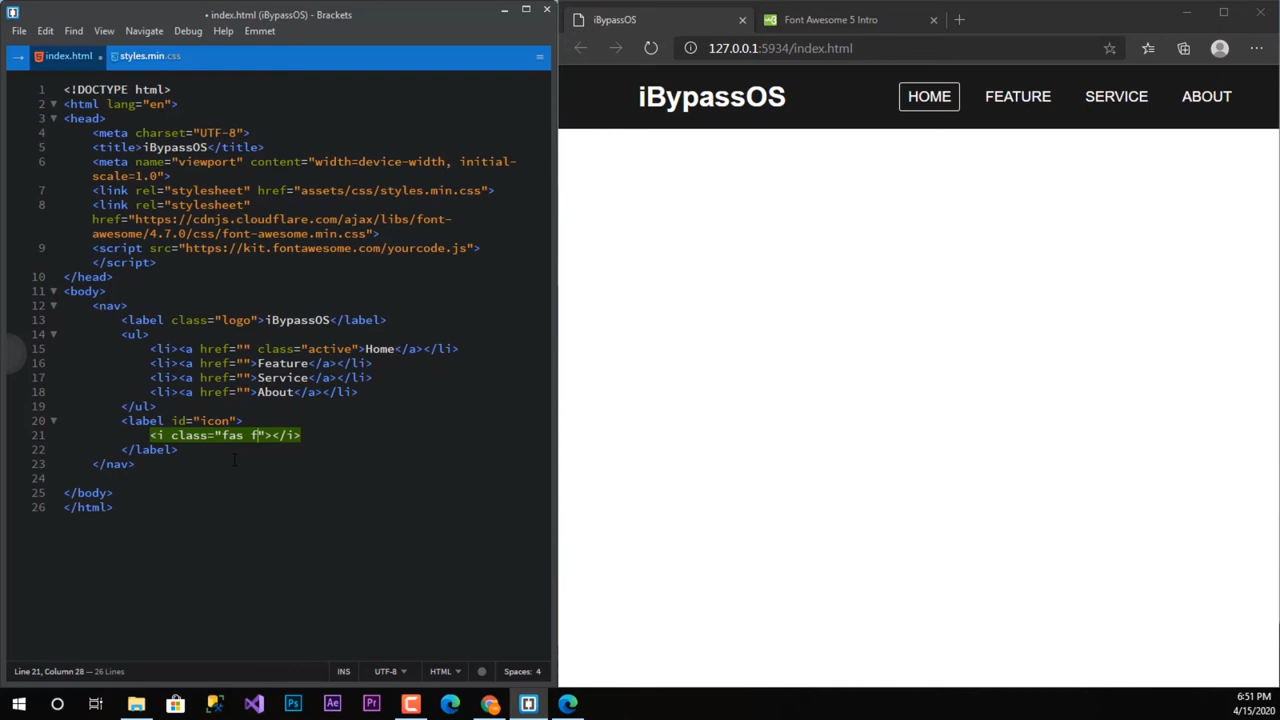 • index.html (iBypassOS) - Brackets
File Edit Find View Navigate Debug Help Emmet
index.html •
styles.min.css
1 <!DOCTYPE html>
2 <html lang="en">
3 <head>
4 <meta charset="UTF-8">
5 <title>iBypassOS</title>
6 <meta name="viewport" content="width=device-width, initial-
scale=1.0">
7 <link rel="stylesheet" href="assets/css/styles.min.css">
8 <link rel="stylesheet"
href="https://cdnjs.cloudflare.com/ajax/libs/font-
awesome/4.7.0/css/font-awesome.min.css">
9 <script src="https://kit.fontawesome.com/yourcode.js">
</script>
10 </head>
11 <body>
12 <nav>
13 <label class="logo">iBypassOS</label>
14 <ul>
15 <li><a href="" class="active">Home</a></li>
16 <li><a href="">Feature</a></li>
17 <li><a href="">Service</a></li>
18 <li><a href="">About</a></li>
19 </ul>
20 <label id="icon">
21 <i class="fas f"></i>
22 </label>
23 </nav>
24
25 </body>
26 </html>
Line 21, Column 28 — 26 Lines
INS UTF-8 HTML Spaces: 4
iBypassOS
Font Awesome 5 Intro
127.0.0.1:5934/index.html
iBypassOS
HOME FEATURE SERVICE ABOUT
Ps Ae Pr
6:51 PM
4/15/2020